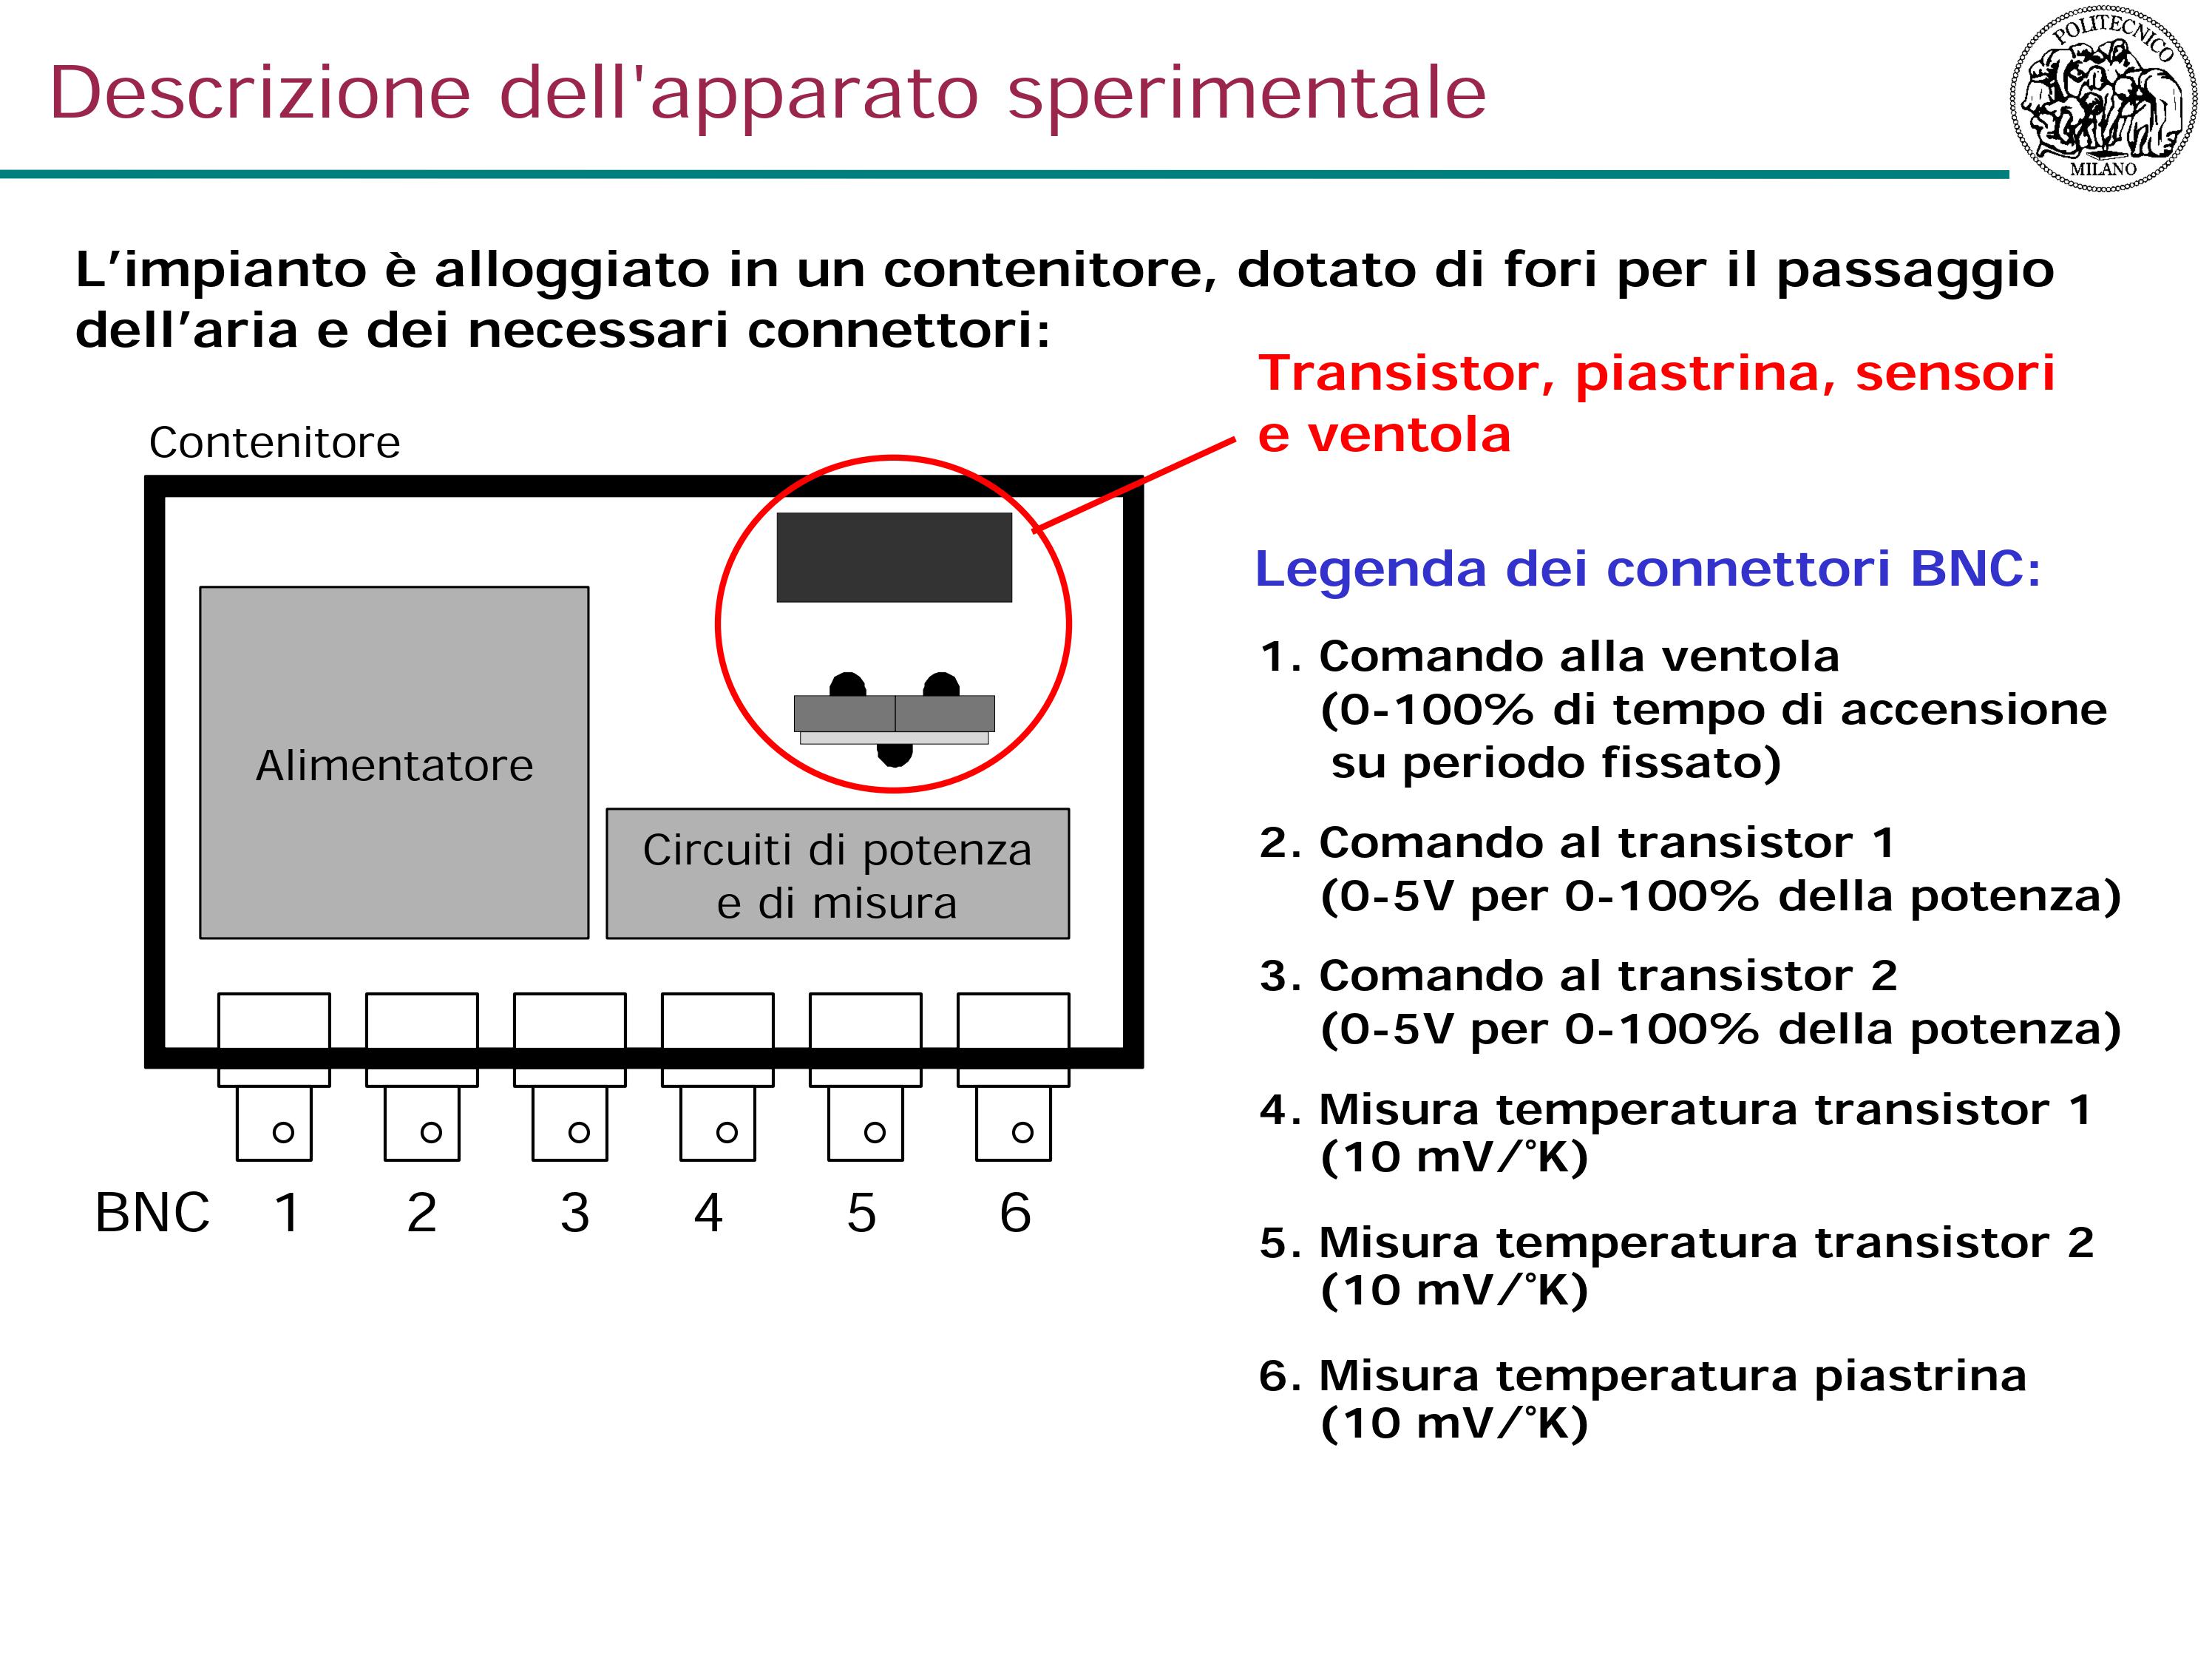 Descrizione dell'apparato sperimentale
POLITECNICO
MILANO
L’impianto è alloggiato in un contenitore, dotato di fori per il passaggio
dell’aria e dei necessari connettori:
Transistor, piastrina, sensori
e ventola
Contenitore
Alimentatore
Circuiti di potenza
e di misura
BNC 1 2 3 4 5 6
Legenda dei connettori BNC:
1. Comando alla ventola
(0-100% di tempo di accensione
su periodo fissato)
2. Comando al transistor 1
(0-5V per 0-100% della potenza)
3. Comando al transistor 2
(0-5V per 0-100% della potenza)
4. Misura temperatura transistor 1
(10 mV/°K)
5. Misura temperatura transistor 2
(10 mV/°K)
6. Misura temperatura piastrina
(10 mV/°K)